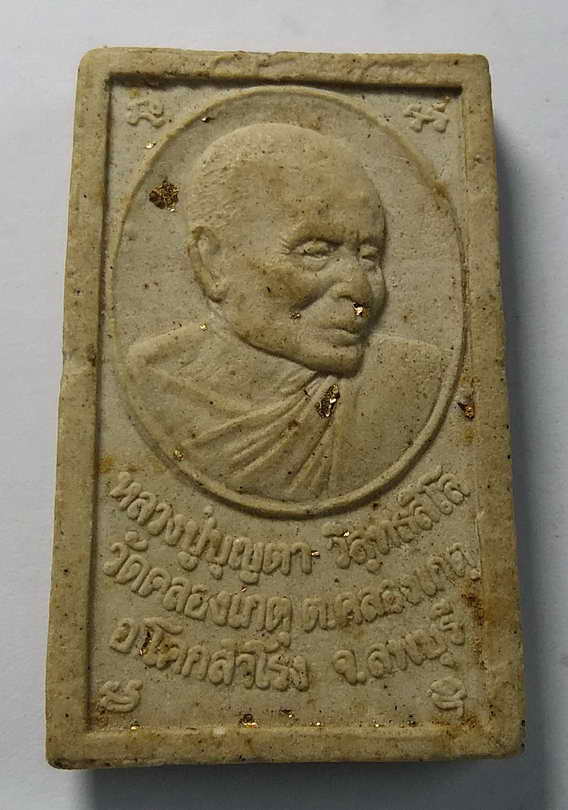 หลวงปู่บุญตา วิสุทธสีโล
วัดคลองเกตุ ต.คลองเกตุ
อ.โคกสำโรง จ.ลพบุรี